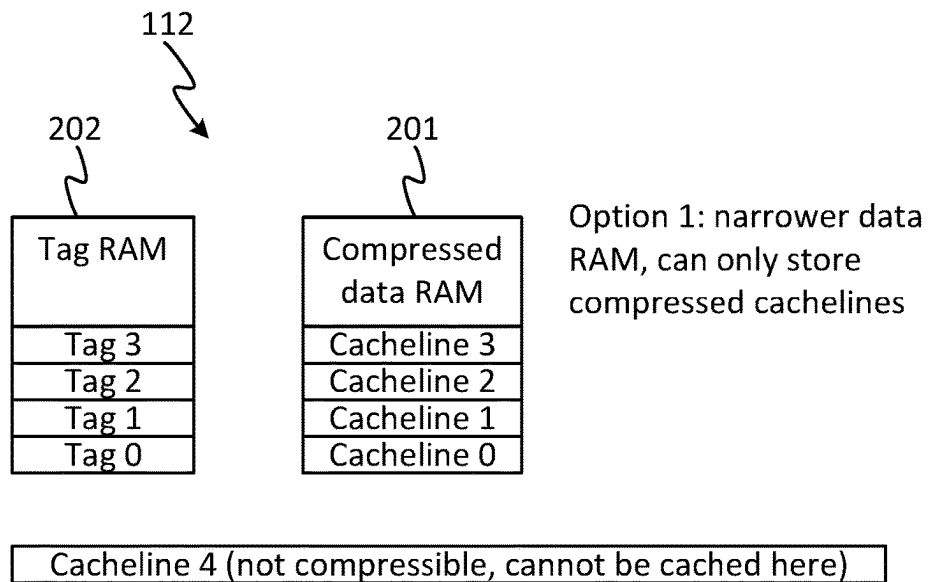 112
202
201
Tag RAM
Compressed
data RAM
Option 1: narrower data
RAM, can only store
compressed cachelines
Tag 3
Cacheline 3
Tag 2
Cacheline 2
Tag 1
Cacheline 1
Tag 0
Cacheline 0
Cacheline 4 (not compressible, cannot be cached here)